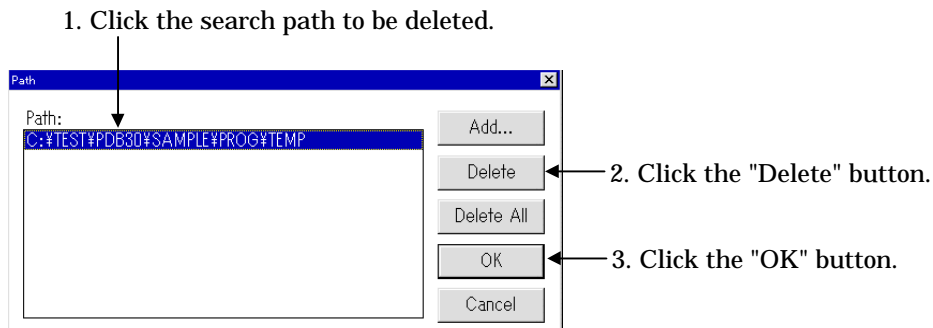 1. Click the search path to be deleted.
Path
Path:
C:¥TEST¥PDB30¥SAMPLE¥PROG¥TEMP
Add...
Delete
2. Click the "Delete" button.
Delete All
OK
3. Click the "OK" button.
Cancel